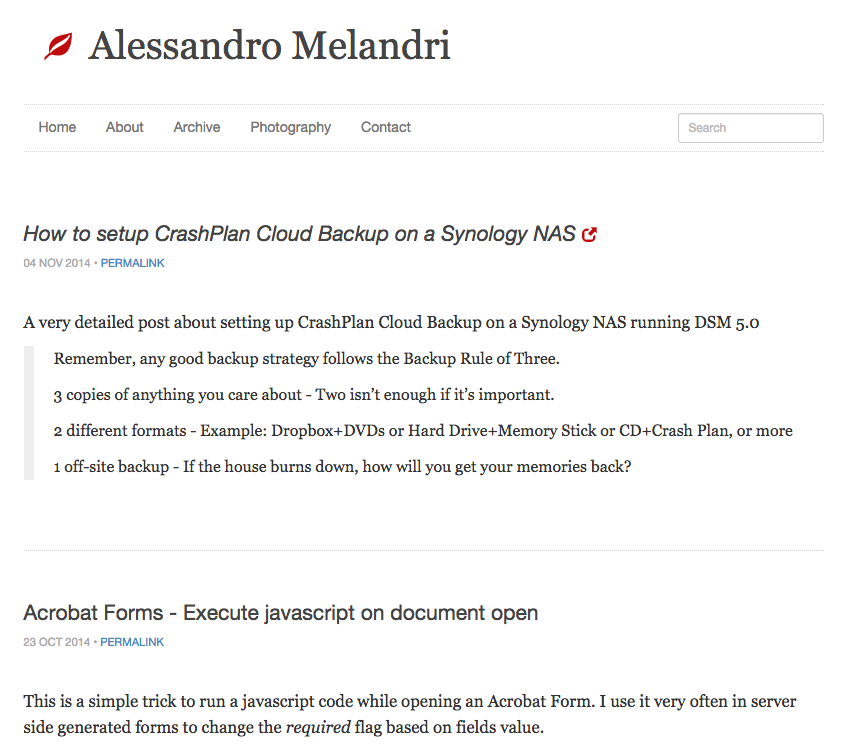 Alessandro Melandri
Home About Archive Photography Contact Search
How to setup CrashPlan Cloud Backup on a Synology NAS
04 NOV 2014 • PERMALINK
A very detailed post about setting up CrashPlan Cloud Backup on a Synology NAS running DSM 5.0
Remember, any good backup strategy follows the Backup Rule of Three.
3 copies of anything you care about - Two isn’t enough if it’s important.
2 different formats - Example: Dropbox+DVDs or Hard Drive+Memory Stick or CD+Crash Plan, or more
1 off-site backup - If the house burns down, how will you get your memories back?
Acrobat Forms - Execute javascript on document open
23 OCT 2014 • PERMALINK
This is a simple trick to run a javascript code while opening an Acrobat Form. I use it very often in server
side generated forms to change the required flag based on fields value.